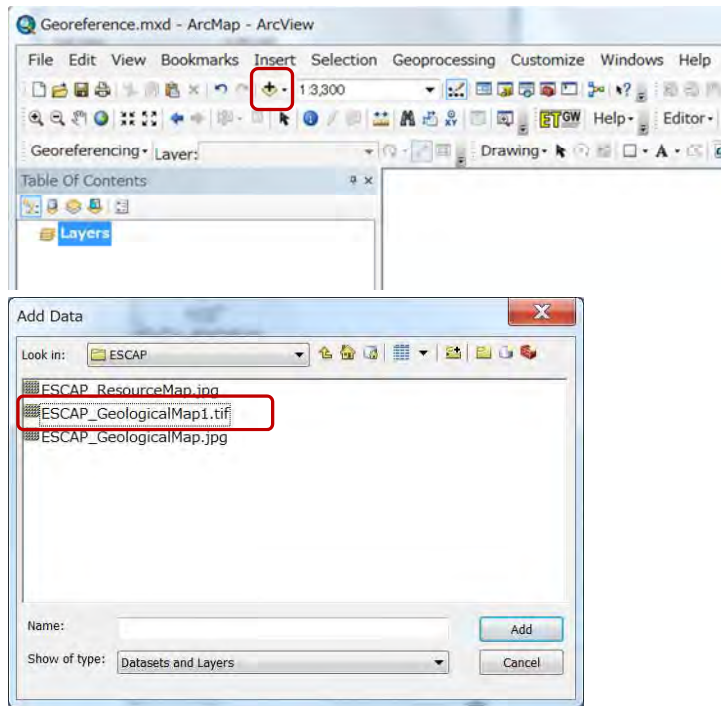 Georeference.mxd - ArcMap - ArcView
File Edit View Bookmarks Insert Selection Geoprocessing Customize Windows Help
1:3,300
ET GW Help Editor
Georeferencing Layer: Drawing A
Table Of Contents
Layers
Add Data
Look in: ESCAP
ESCAP_ResourceMap.jpg
ESCAP_GeologicalMap1.tif
ESCAP_GeologicalMap.jpg
Name:
Add
Show of type: Datasets and Layers
Cancel